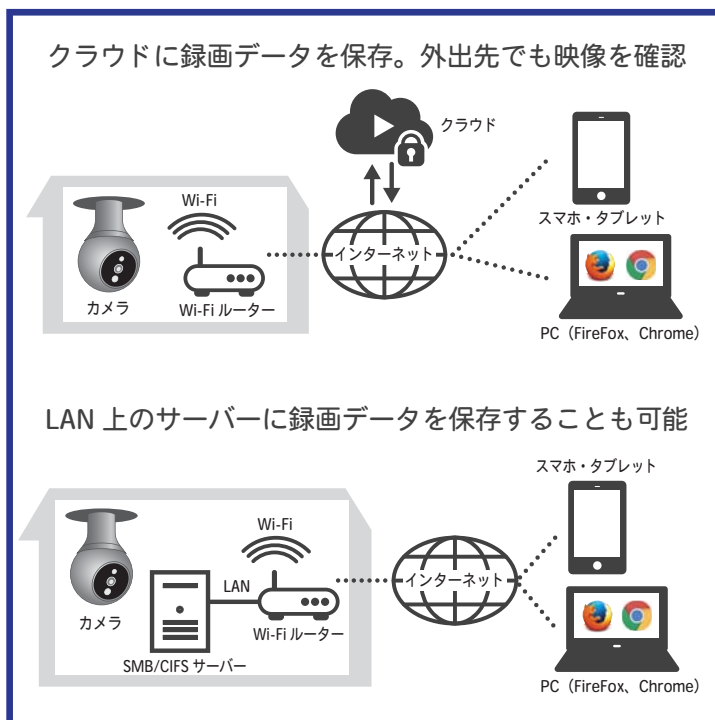 クラウドに録画データを保存。外出先でも映像を確認
クラウド
Wi-Fi
スマホ・タブレット
インターネット
カメラ
Wi-Fi ルーター
PC（FireFox、Chrome）
LAN 上のサーバーに録画データを保存することも可能
スマホ・タブレット
Wi-Fi
インターネット
LAN
カメラ
Wi-Fi ルーター
SMB/CIFS サーバー
PC（FireFox、Chrome）